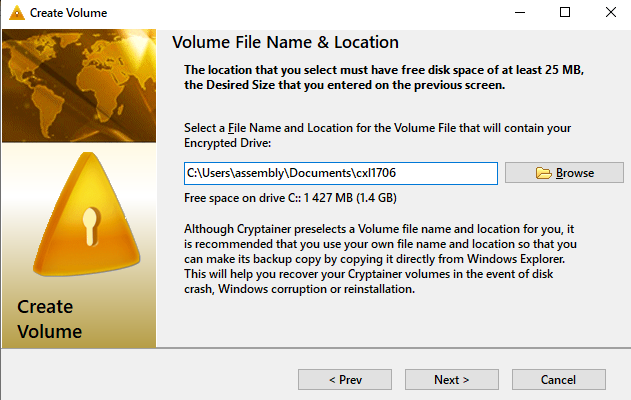 Create Volume
Volume File Name & Location
The location that you select must have free disk space of at least 25 MB,
the Desired Size that you entered on the previous screen.
Select a File Name and Location for the Volume File that will contain your
Encrypted Drive:
C:\Users\assembly\Documents\cxl1706
Browse
Free space on drive C:: 1 427 MB (1.4 GB)
Although Cryptainer preselects a Volume file name and location for you, it
is recommended that you use your own file name and location so that you
can make its backup copy by copying it directly from Windows Explorer.
This will help you recover your Cryptainer volumes in the event of disk
crash, Windows corruption or reinstallation.
Create
Volume
< Prev
Next >
Cancel